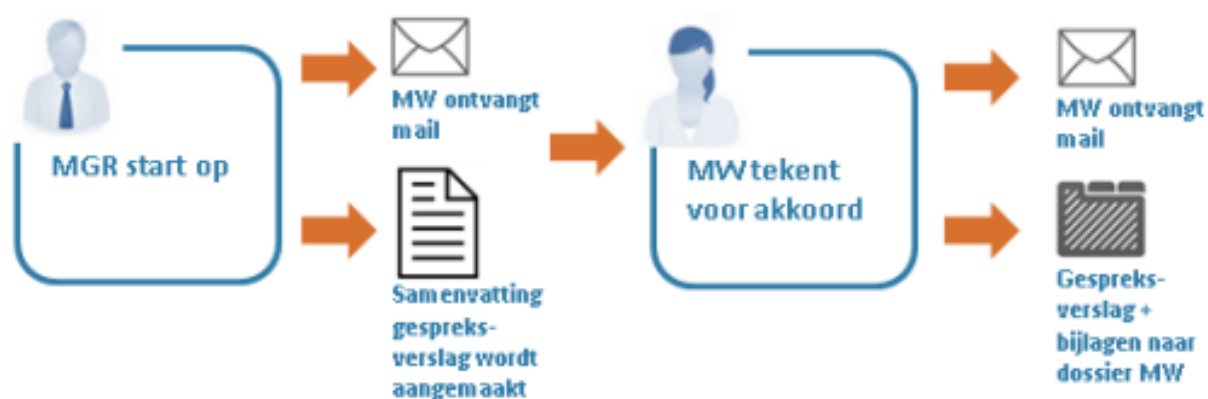 MGR start op
MW ontvangt
mail
Samenvatting
gespreks-
verslag wordt
aangemaakt
MW tekent
voor akkoord
MW ontvangt
mail
Gespreks-
verslag +
bijlagen naar
dossier MW